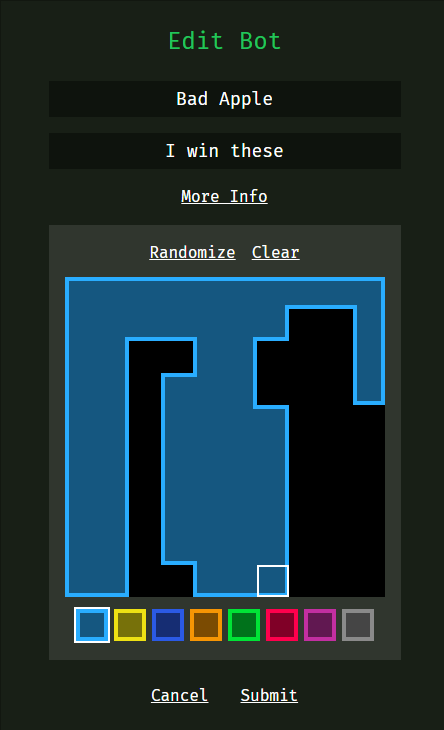 Edit Bot
Bad Apple
I win these
More Info
Randomize Clear
Cancel Submit